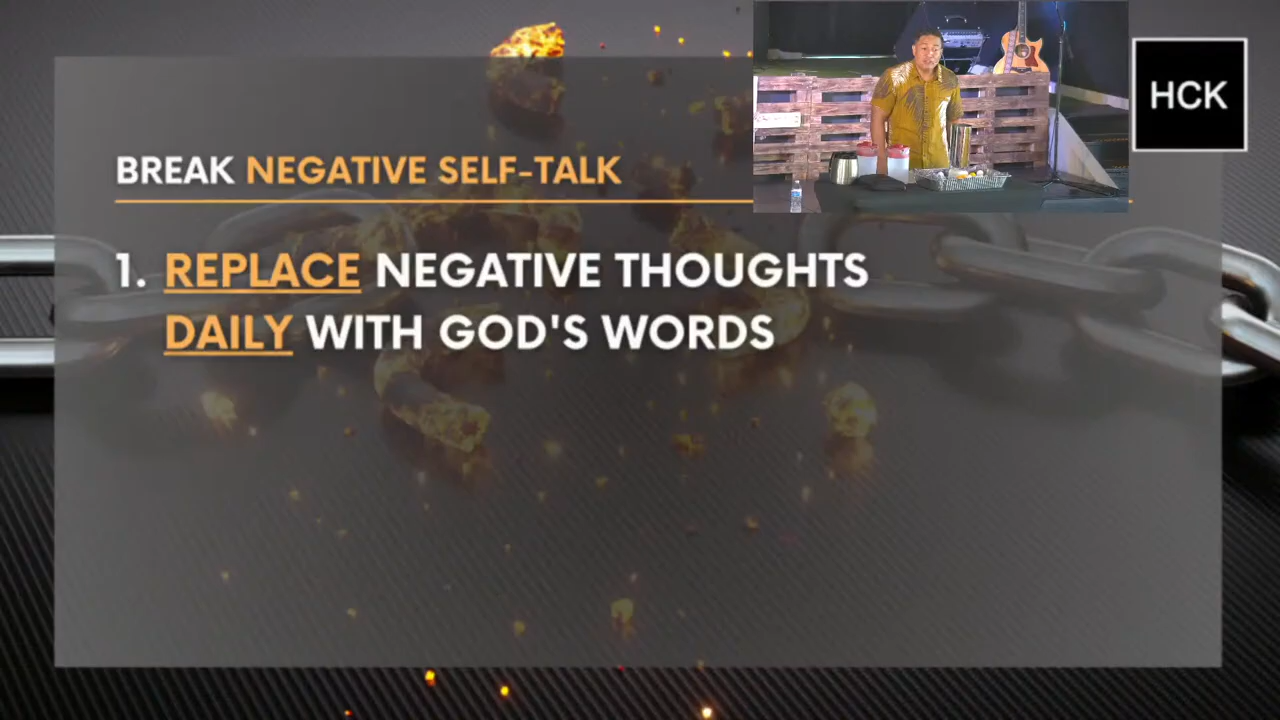 HCK
BREAK NEGATIVE SELF-TALK
1. REPLACE NEGATIVE THOUGHTS
DAILY WITH GOD'S WORDS